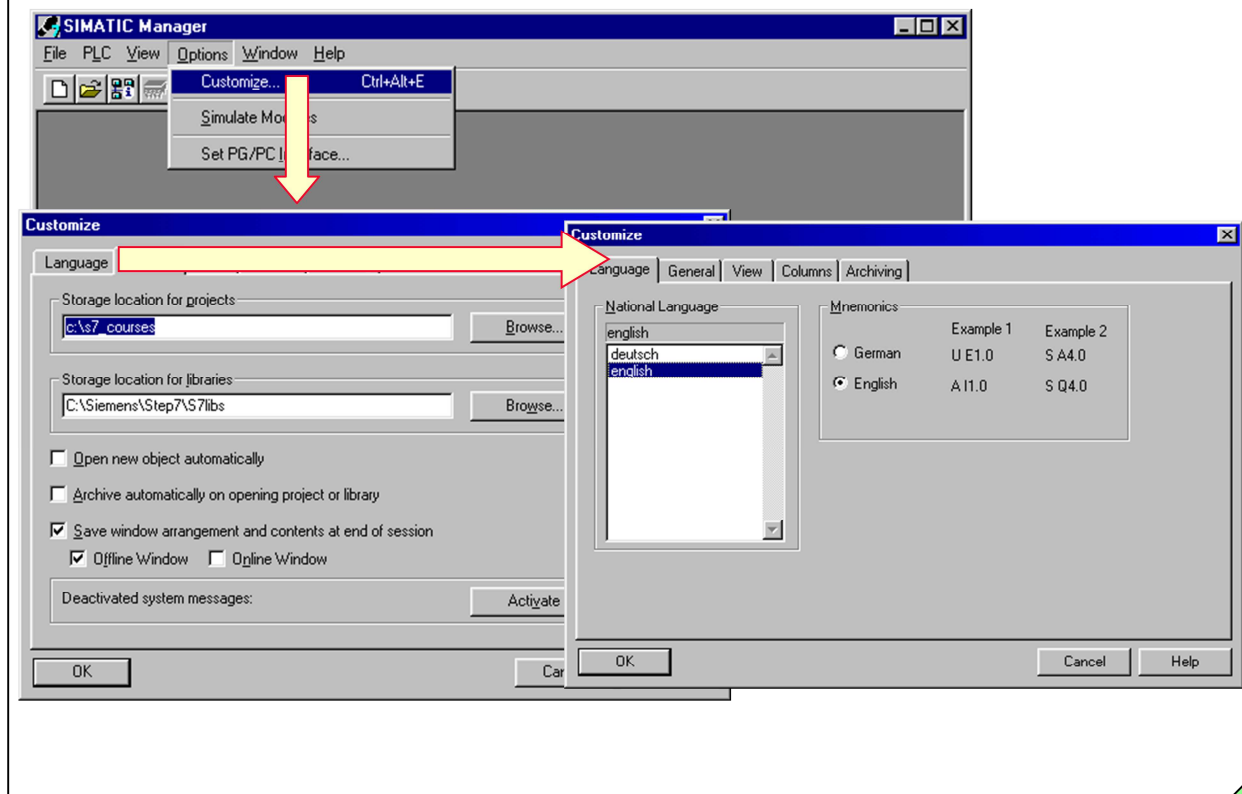 SIMATIC Manager
File PLC View Options Window Help
Customize... Ctrl+Alt+E
Simulate
Set PG/PC
Customize
Language
Storage location for projects
c:\s7_courses
Browse...
Storage location for libraries
C:\Siemens\Step7\S7libs
Browse...
Open new object automatically
Archive automatically on opening project or library
Save window arrangement and contents at end of session
Offline Window Online Window
Deactivated system messages:
Activate
OK
Customize
Language General View Columns Archiving
National Language
english
deutsch
english
Mnemonics
Example 1 Example 2
German U E1.0 S A4.0
English A I1.0 S Q4.0
OK Cancel Help